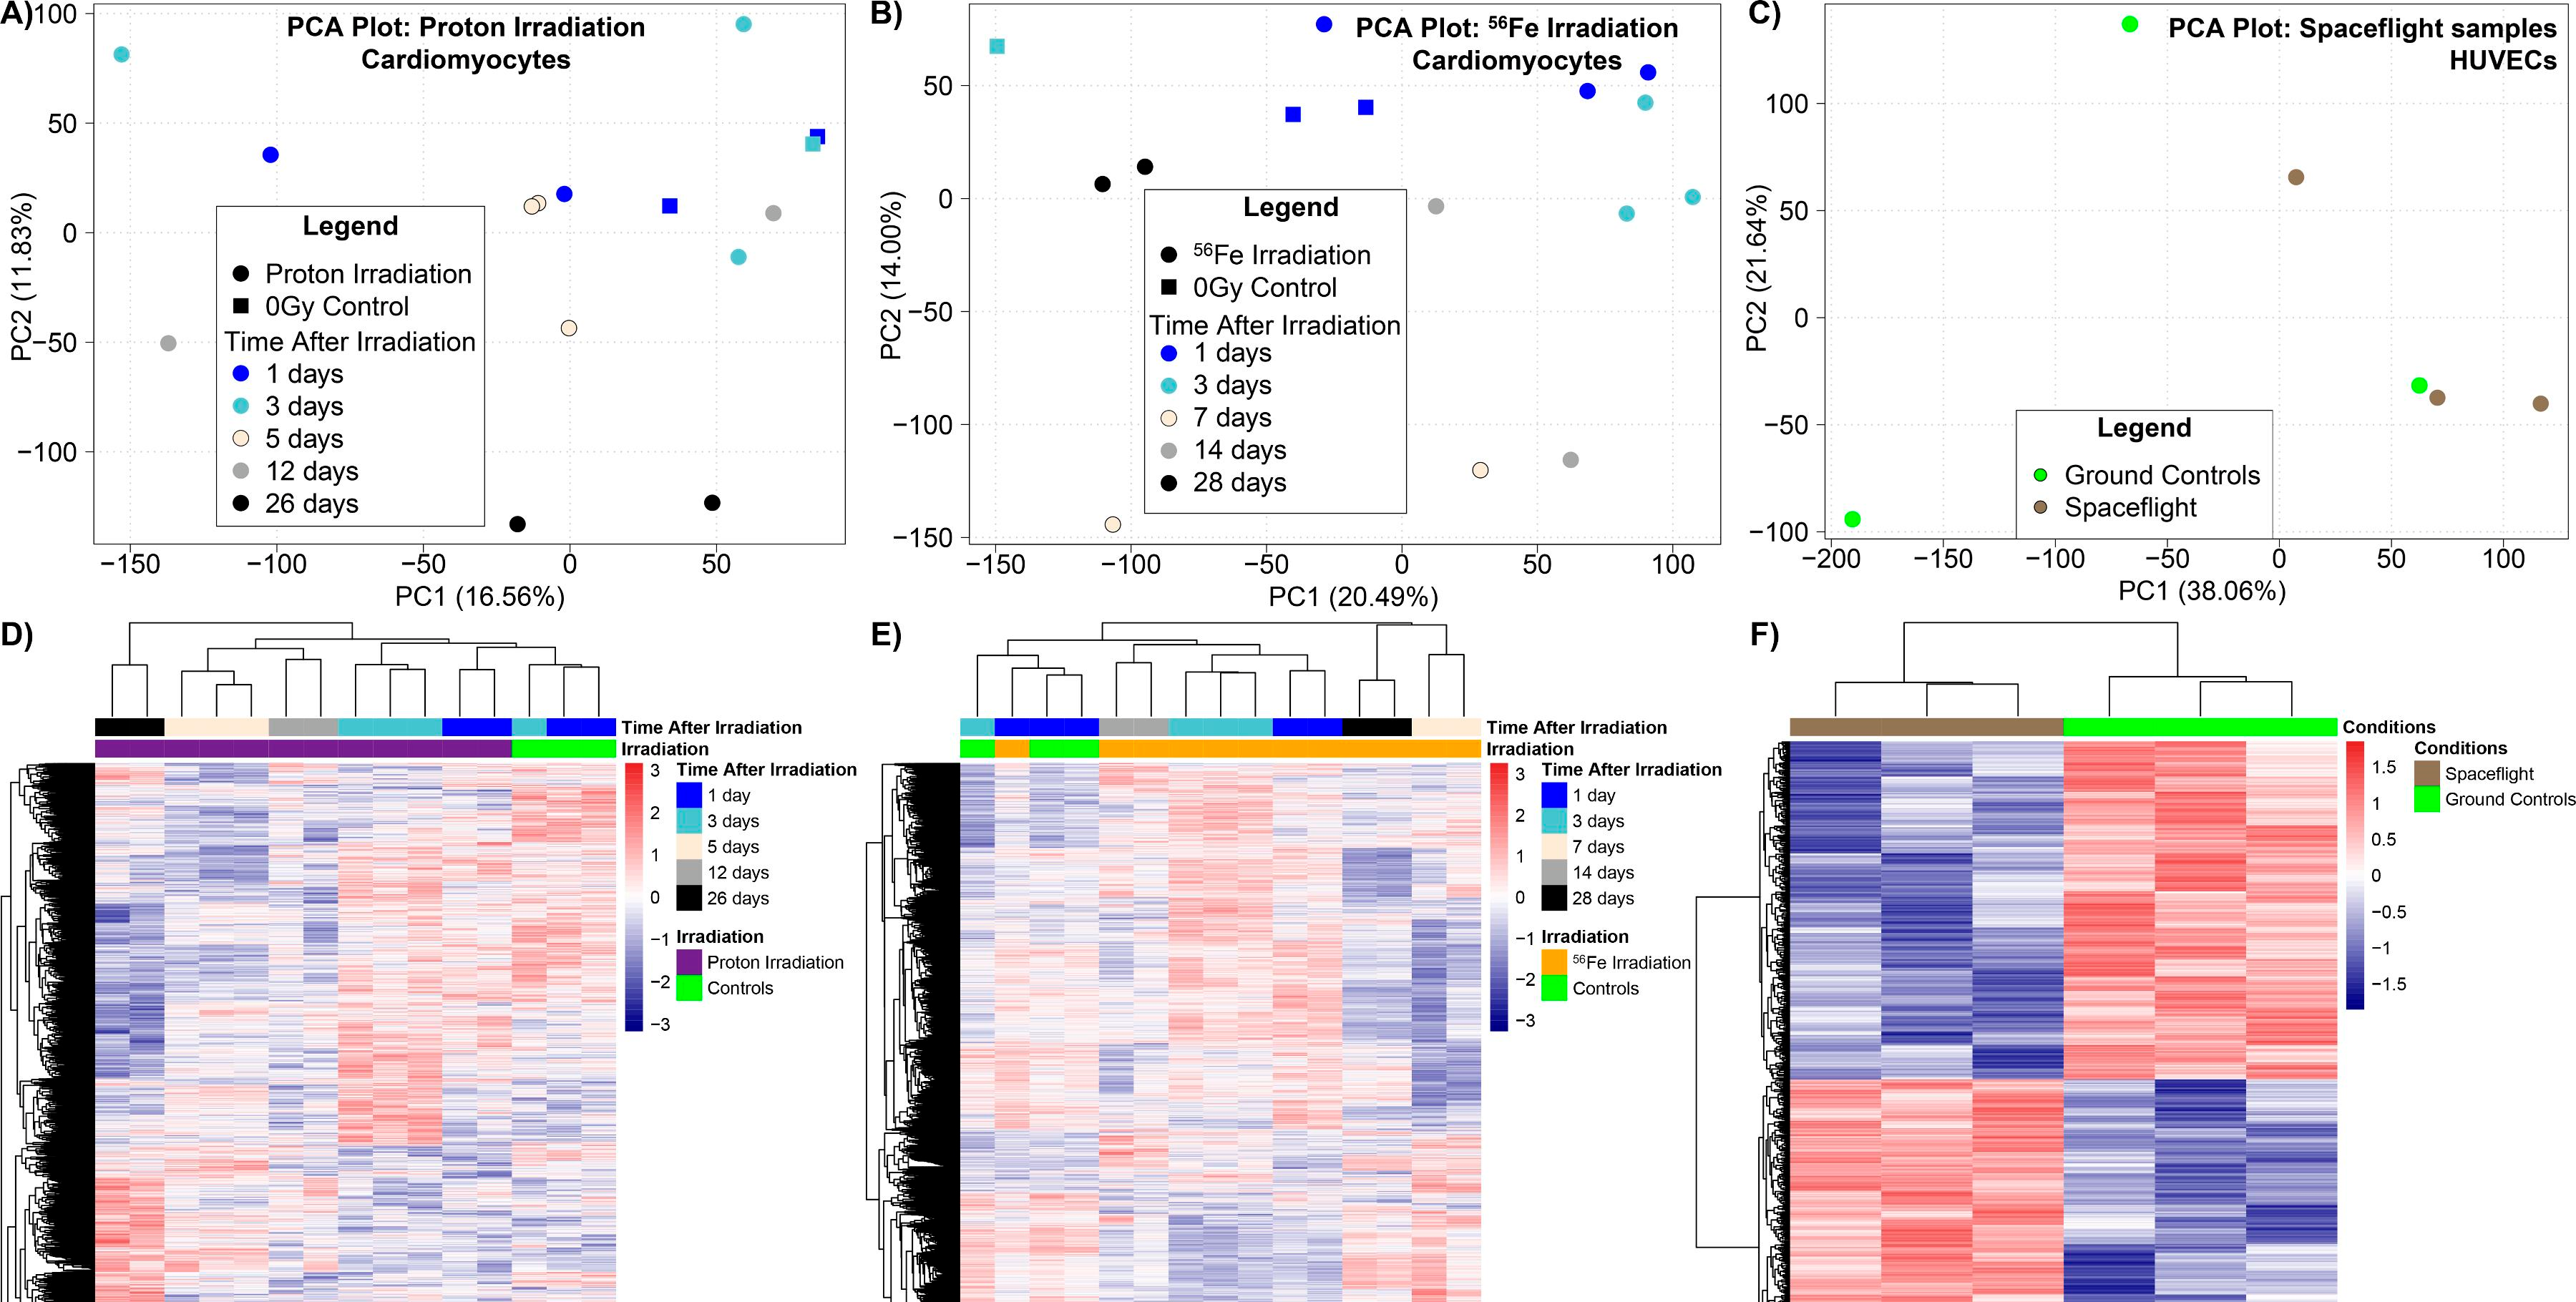 A)
PCA Plot: Proton Irradiation
Cardiomyocytes
100
50
0
−50
−100
PC2 (11.83%)
−150
−100
−50
0
50
PC1 (16.56%)
Legend
Proton Irradiation
0Gy Control
Time After Irradiation
1 days
3 days
5 days
12 days
26 days
B)
PCA Plot: ⁵⁶Fe Irradiation
Cardiomyocytes
50
0
−50
−100
−150
PC2 (14.00%)
−150
−100
−50
0
50
100
PC1 (20.49%)
Legend
⁵⁶Fe Irradiation
0Gy Control
Time After Irradiation
1 days
3 days
7 days
14 days
28 days
C)
PCA Plot: Spaceflight samples
HUVECs
100
50
0
−50
−100
PC2 (21.64%)
−200
−150
−100
−50
0
50
100
PC1 (38.06%)
Legend
Ground Controls
Spaceflight
D)
Time After Irradiation
Irradiation
3
2
1
0
−1
−2
−3
Time After Irradiation
1 day
3 days
5 days
12 days
26 days
Irradiation
Proton Irradiation
Controls
E)
Time After Irradiation
Irradiation
3
2
1
0
−1
−2
−3
Time After Irradiation
1 day
3 days
7 days
14 days
28 days
Irradiation
⁵⁶Fe Irradiation
Controls
F)
Conditions
1.5
1
0.5
0
−0.5
−1
−1.5
Conditions
Spaceflight
Ground Controls